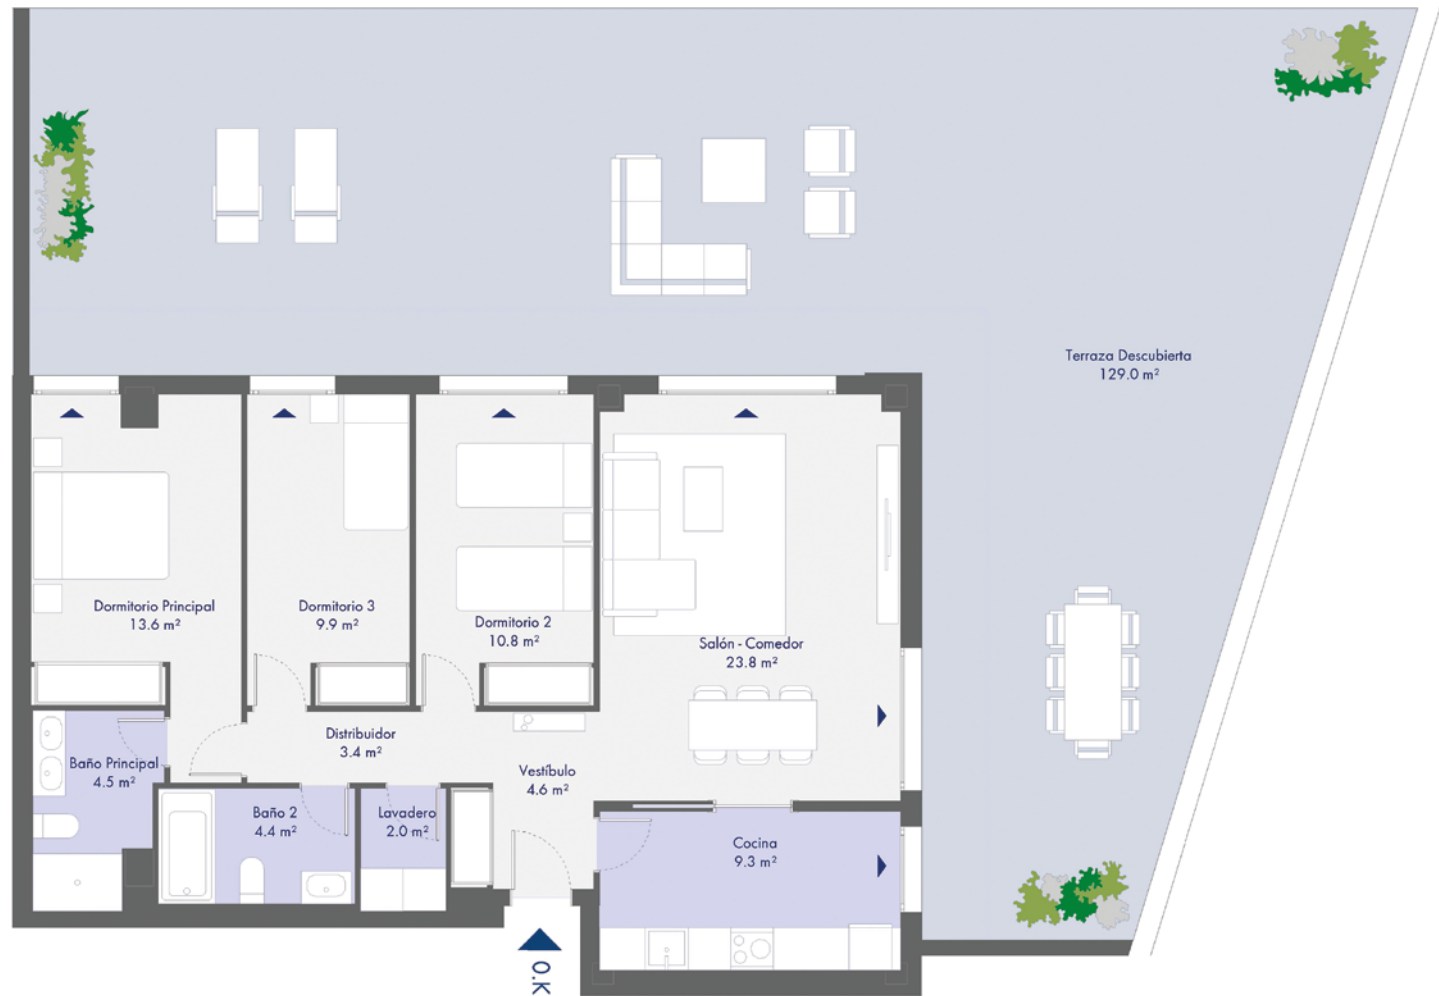 Terraza Descubierta
129.0 m²
Dormitorio Principal
13.6 m²
Dormitorio 3
9.9 m²
Dormitorio 2
10.8 m²
Salón - Comedor
23.8 m²
Distribuidor
3.4 m²
Baño Principal
4.5 m²
Vestíbulo
4.6 m²
Baño 2
4.4 m²
Lavadero
2.0 m²
Cocina
9.3 m²
O.K